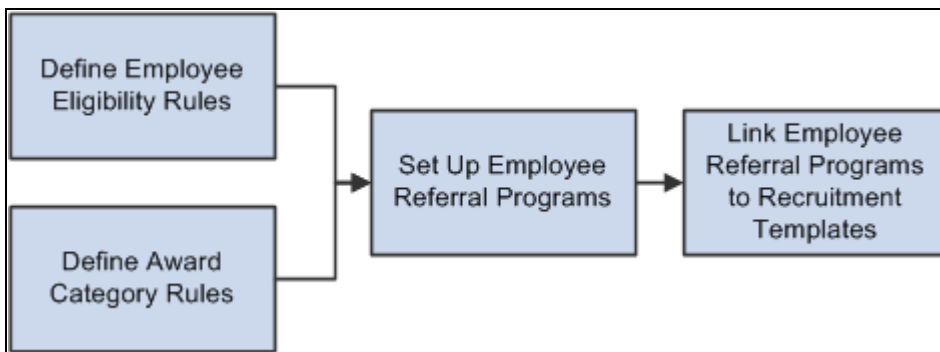 Define Employee
Eligibility Rules
Define Award
Category Rules
Set Up Employee
Referral Programs
Link Employee
Referral Programs
to Recruitment
Templates